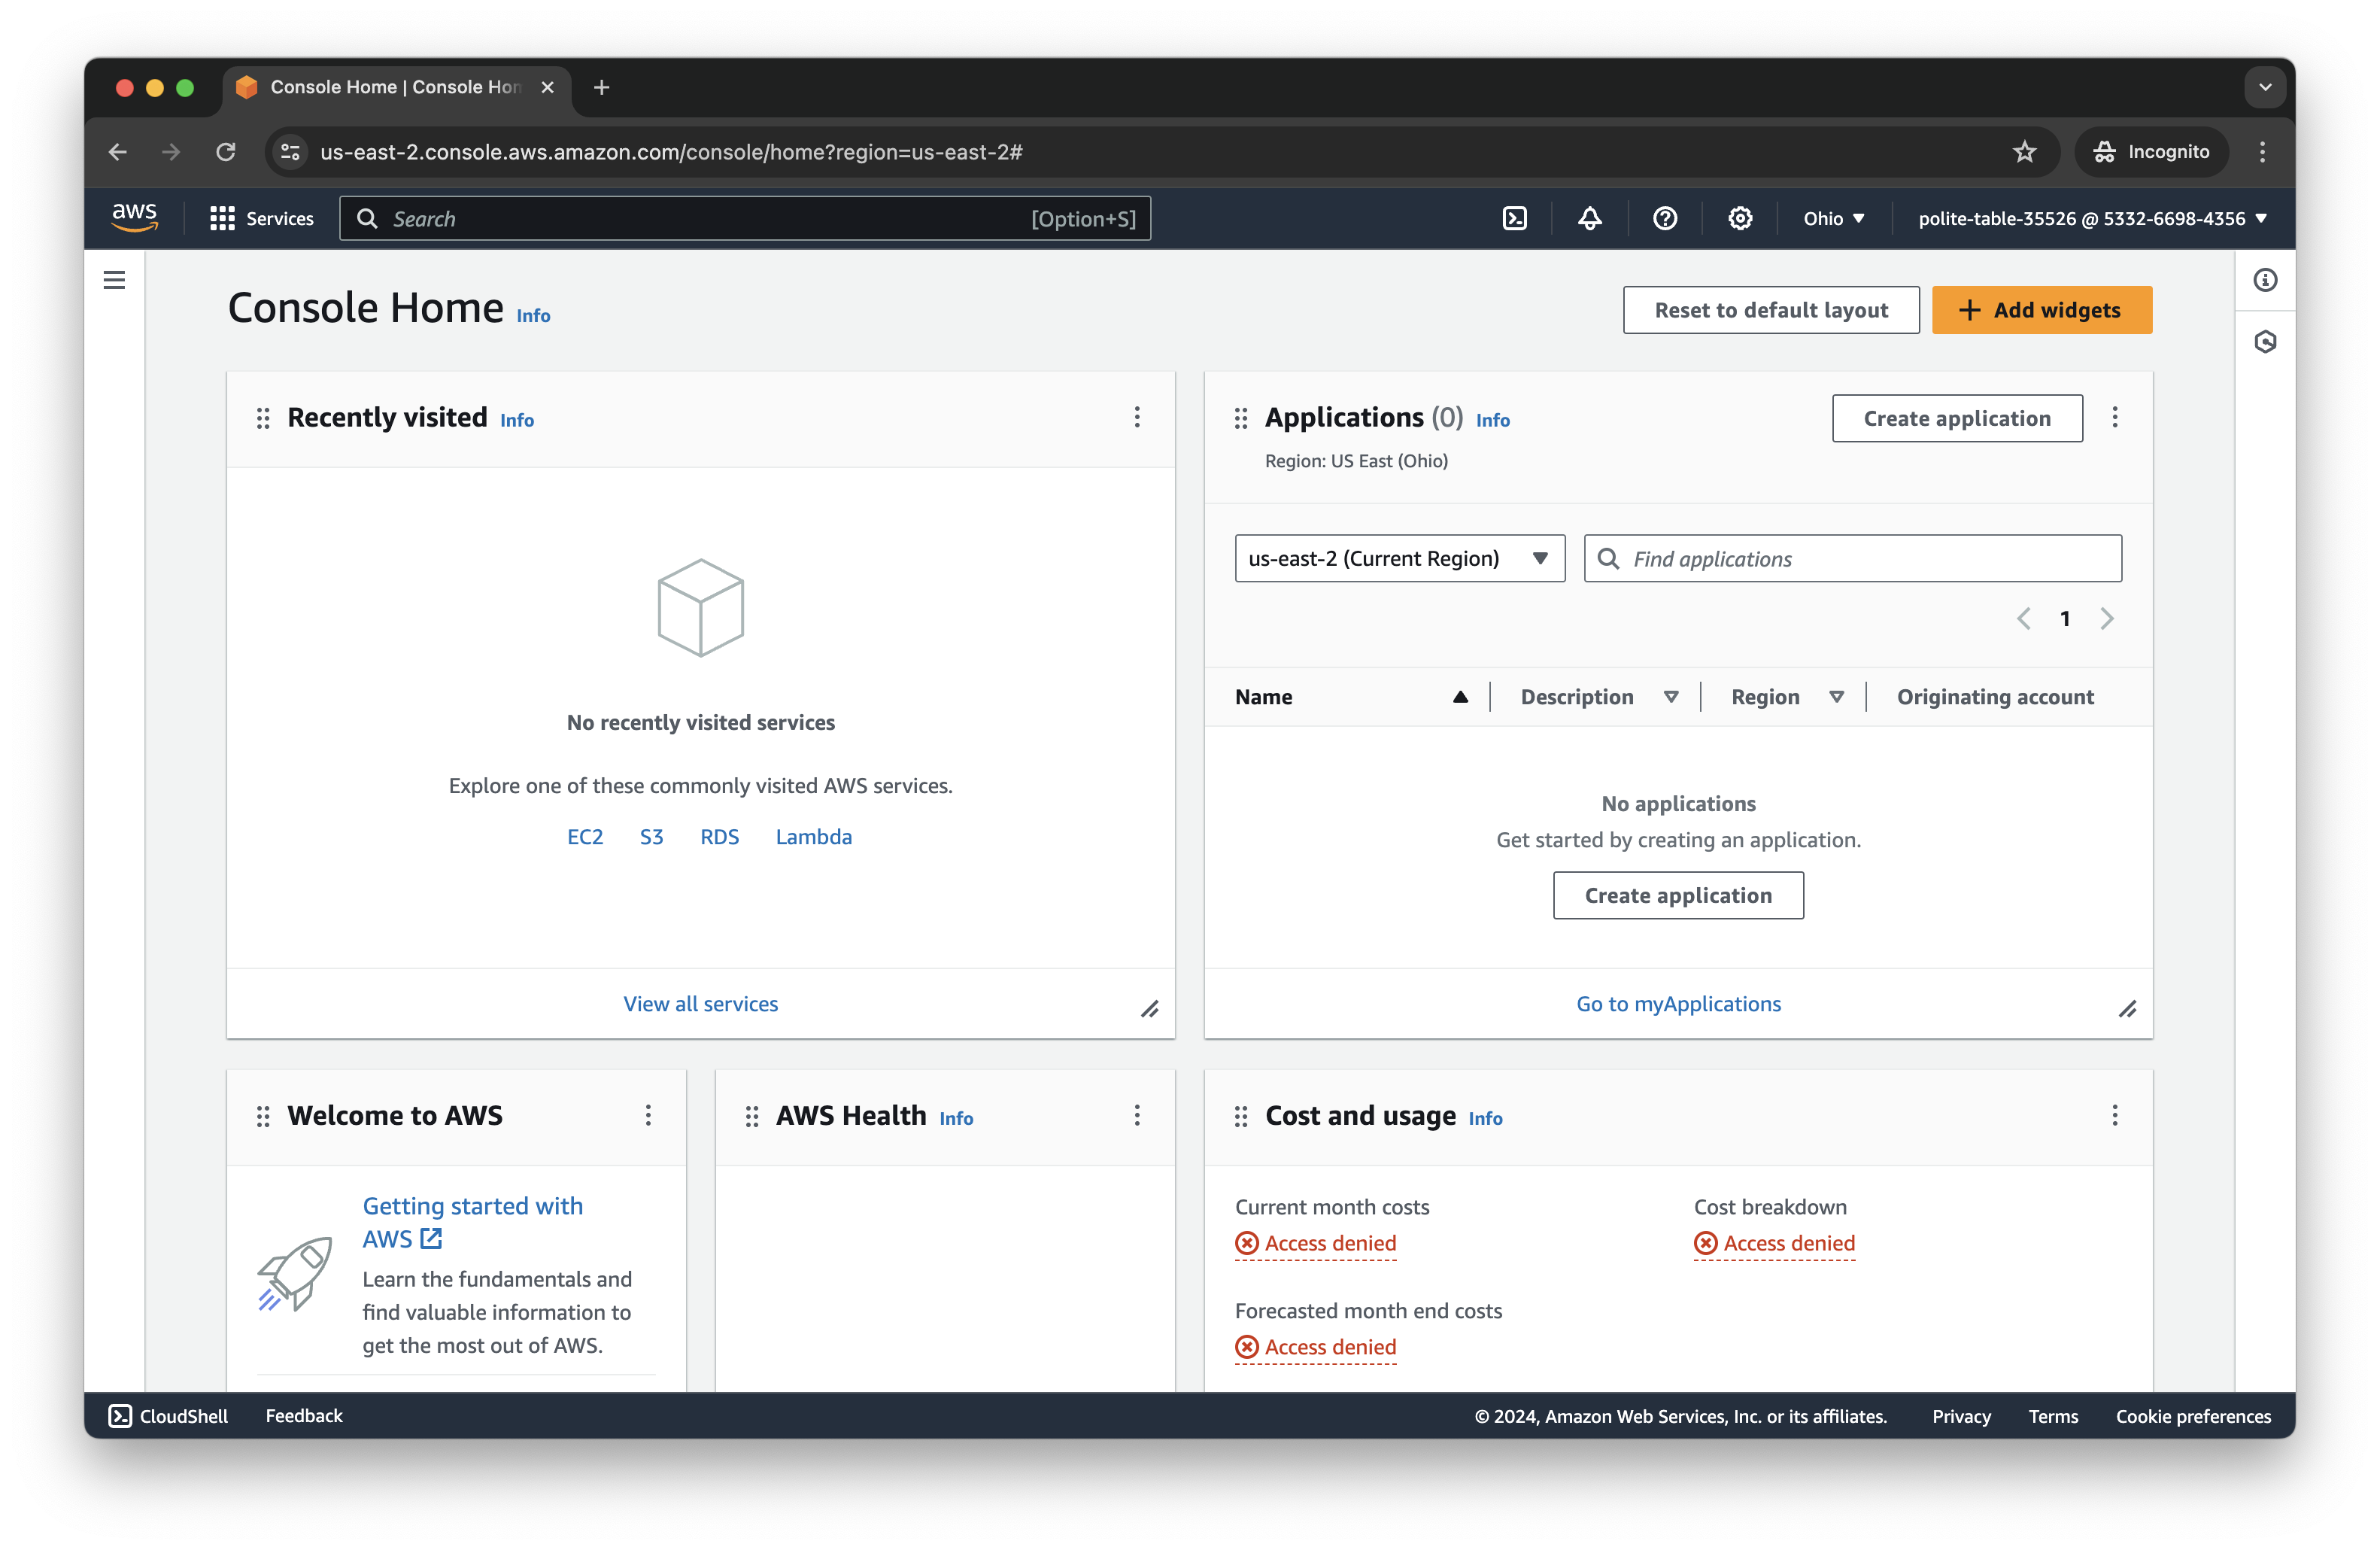 Console Home | Console Hon
us-east-2.console.aws.amazon.com/console/home?region=us-east-2#
Incognito
aws
Services
Search
[Option+S]
Ohio
polite-table-35526 @ 5332-6698-4356
Console Home Info
Reset to default layout
Add widgets
Recently visited Info
No recently visited services
Explore one of these commonly visited AWS services.
EC2 S3 RDS Lambda
View all services
Applications (0) Info
Create application
Region: US East (Ohio)
us-east-2 (Current Region)
Find applications
1
Name Description Region Originating account
No applications
Get started by creating an application.
Create application
Go to myApplications
Welcome to AWS
Getting started with
AWS
Learn the fundamentals and
find valuable information to
get the most out of AWS.
AWS Health Info
Cost and usage Info
Current month costs
Access denied
Cost breakdown
Access denied
Forecasted month end costs
Access denied
CloudShell
Feedback
© 2024, Amazon Web Services, Inc. or its affiliates.
Privacy
Terms
Cookie preferences